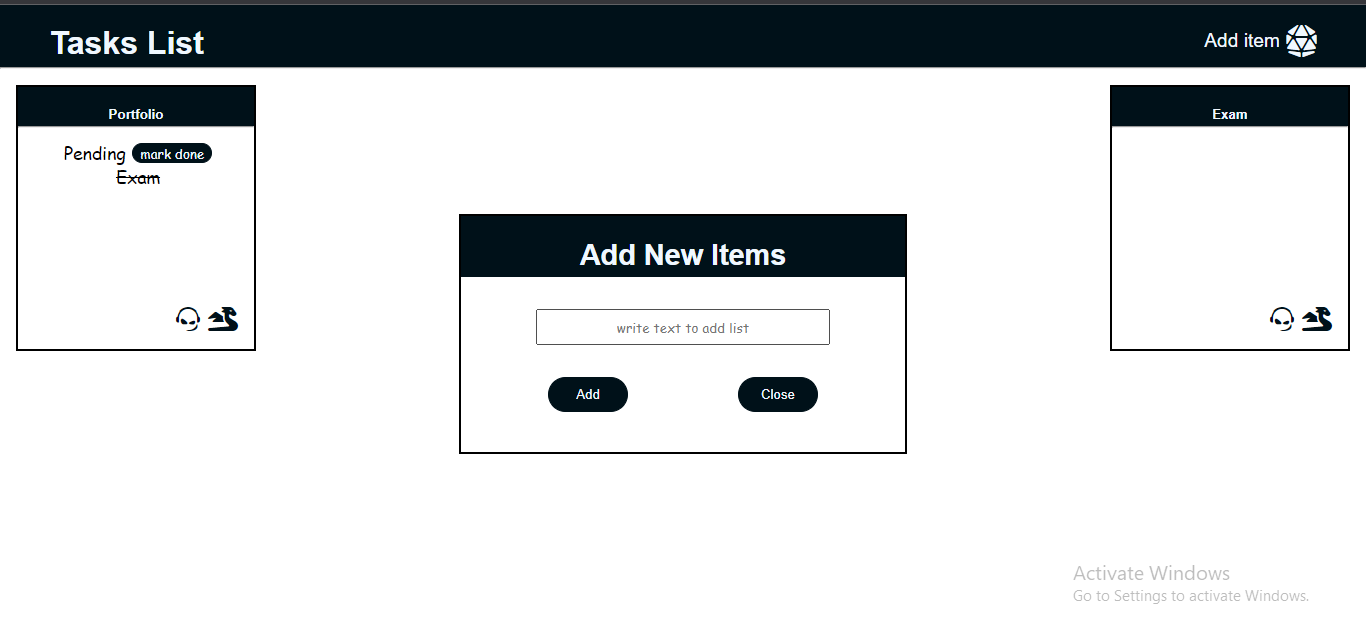 Tasks List
Add item
Portfolio
Pending mark done
Exam
Exam
Add New Items
write text to add list
Add
Close
Activate Windows
Go to Settings to activate Windows.